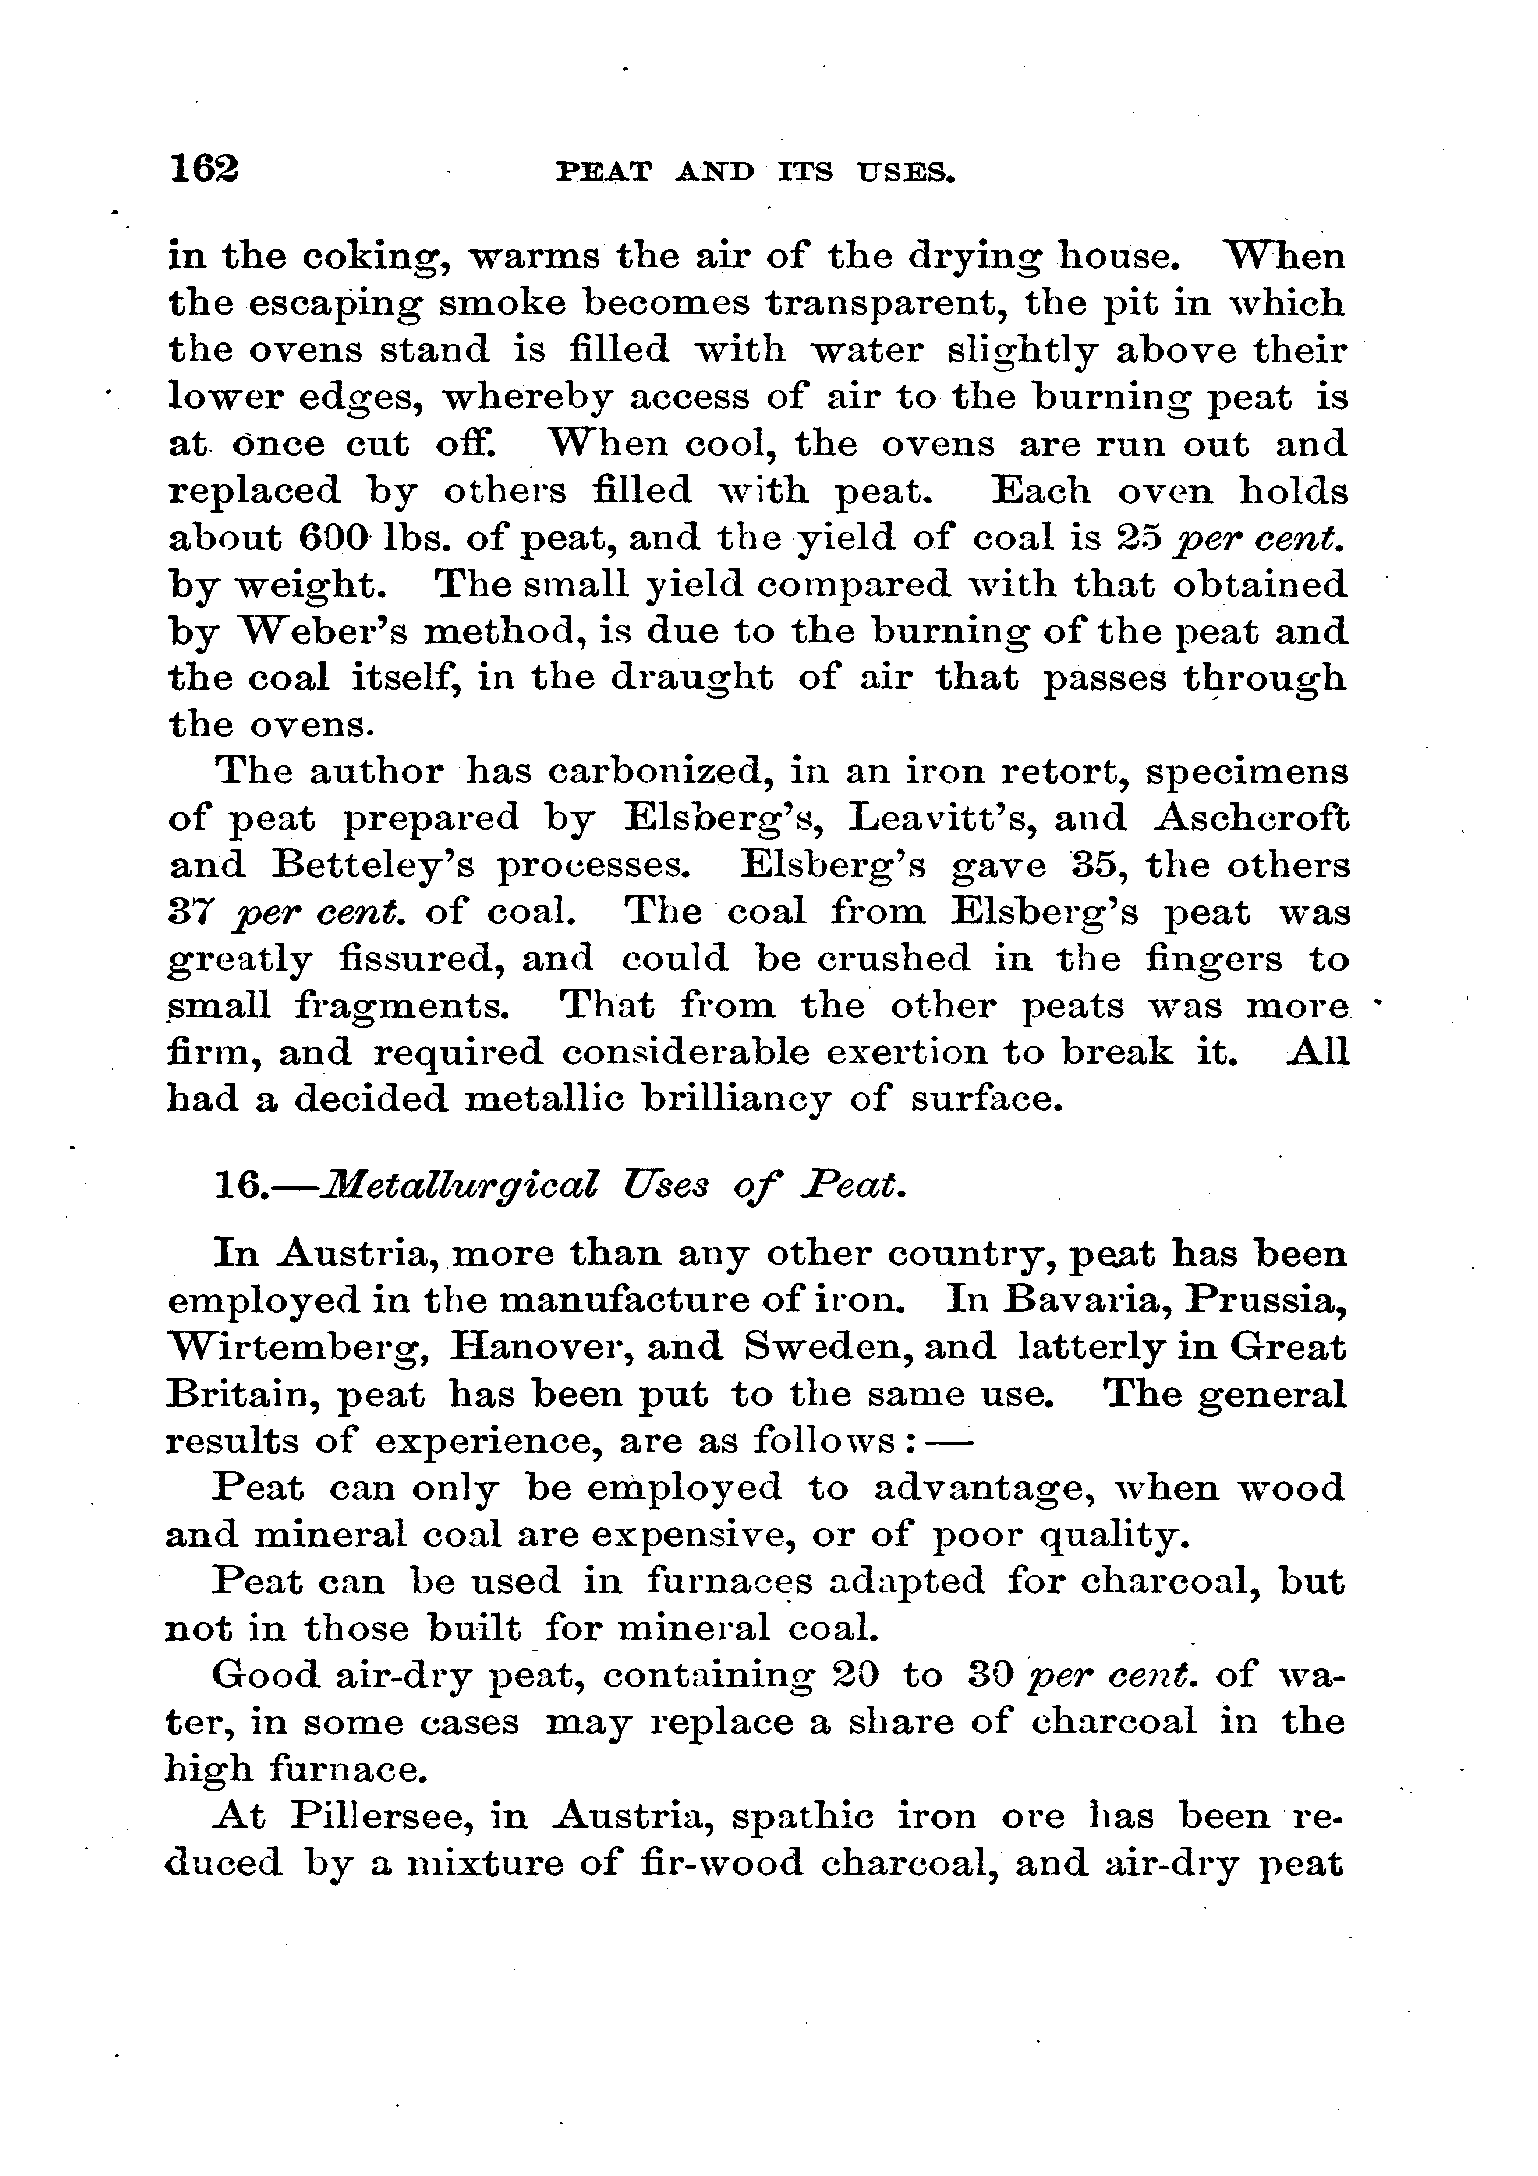 162 PEAT AND ITS USES.
in the coking, warms the air of the drying house. When
the escaping smoke becomes transparent, the pit in which
the ovens stand is filled with water slightly above their
lower edges, whereby access of air to the burning peat is
at once cut off. When cool, the ovens are run out and
replaced by others filled with peat. Each oven holds
about 600 lbs. of peat, and the yield of coal is 25 per cent.
by weight. The small yield compared with that obtained
by Weber's method, is due to the burning of the peat and
the coal itself, in the draught of air that passes through
the ovens.
The author has carbonized, in an iron retort, specimens
of peat prepared by Elsberg's, Leavitt's, and Aschcroft
and Betteley's processes. Elsberg's gave 35, the others
37 per cent. of coal. The coal from Elsberg's peat was
greatly fissured, and could be crushed in the fingers to
small fragments. That from the other peats was more
firm, and required considerable exertion to break it. All
had a decided metallic brilliancy of surface.
16.—Metallurgical Uses of Peat.
In Austria, more than any other country, peat has been
employed in the manufacture of iron. In Bavaria, Prussia,
Wirtemberg, Hanover, and Sweden, and latterly in Great
Britain, peat has been put to the same use. The general
results of experience, are as follows:—
Peat can only be employed to advantage, when wood
and mineral coal are expensive, or of poor quality.
Peat can be used in furnaces adapted for charcoal, but
not in those built for mineral coal.
Good air-dry peat, containing 20 to 30 per cent. of wa-
ter, in some cases may replace a share of charcoal in the
high furnace.
At Pillersee, in Austria, spathic iron ore has been re-
duced by a mixture of fir-wood charcoal, and air-dry peat